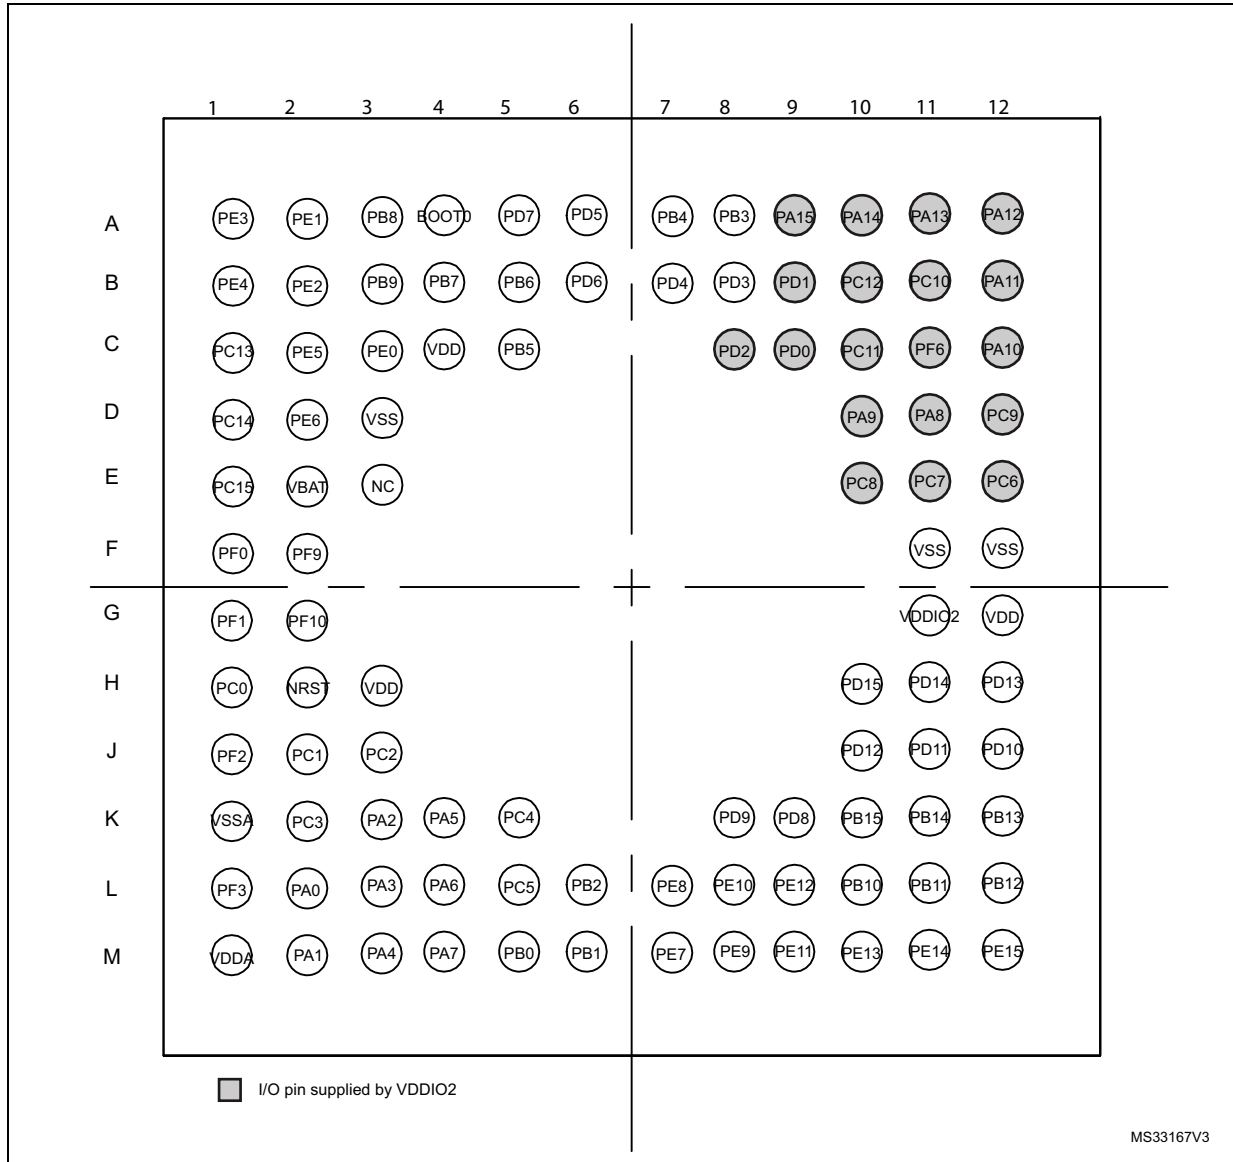 1 2 3 4 5 6 7 8 9 10 11 12
A PE3 PE1 PB8 BOOT0 PD7 PD5 PB4 PB3 PA15 PA14 PA13 PA12
B PE4 PE2 PB9 PB7 PB6 PD6 PD4 PD3 PD1 PC12 PC10 PA11
C PC13 PE5 PE0 VDD PB5 PD2 PD0 PC11 PF6 PA10
D PC14 PE6 VSS PA9 PA8 PC9
E PC15 VBAT NC PC8 PC7 PC6
F PF0 PF9 VSS VSS
G PF1 PF10 VDDIO2 VDD
H PC0 NRST VDD PD15 PD14 PD13
J PF2 PC1 PC2 PD12 PD11 PD10
K VSSA PC3 PA2 PA5 PC4 PD9 PD8 PB15 PB14 PB13
L PF3 PA0 PA3 PA6 PC5 PB2 PE8 PE10 PE12 PB10 PB11 PB12
M VDDA PA1 PA4 PA7 PB0 PB1 PE7 PE9 PE11 PE13 PE14 PE15
I/O pin supplied by VDDIO2
MS33167V3